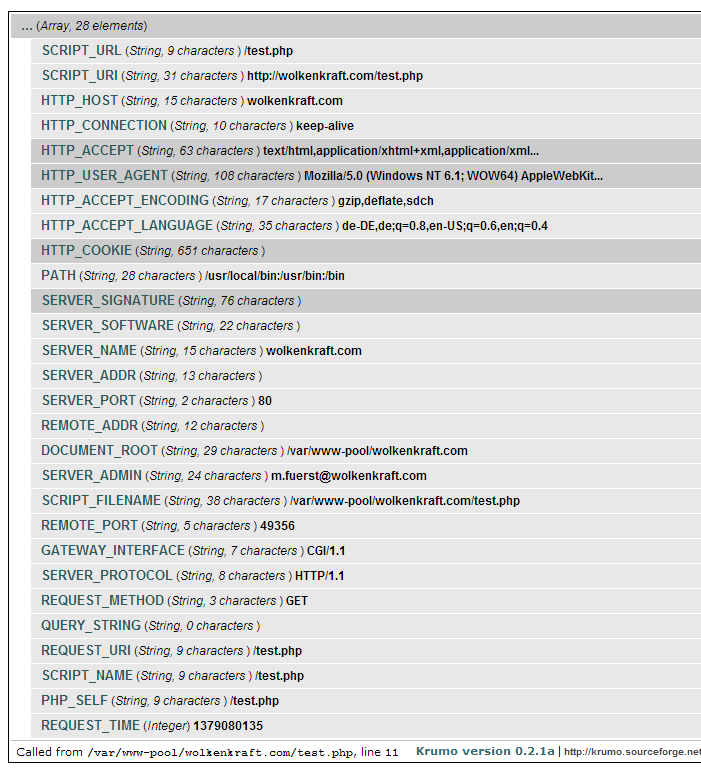 ... (Array, 28 elements)
SCRIPT_URL (String, 9 characters ) /test.php
SCRIPT_URI (String, 31 characters ) http://wolkenkraft.com/test.php
HTTP_HOST (String, 15 characters ) wolkenkraft.com
HTTP_CONNECTION (String, 10 characters ) keep-alive
HTTP_ACCEPT (String, 63 characters ) text/html,application/xhtml+xml,application/xml...
HTTP_USER_AGENT (String, 108 characters ) Mozilla/5.0 (Windows NT 6.1; WOW64) AppleWebKit...
HTTP_ACCEPT_ENCODING (String, 17 characters ) gzip,deflate,sdch
HTTP_ACCEPT_LANGUAGE (String, 35 characters ) de-DE,de;q=0.8,en-US;q=0.6,en;q=0.4
HTTP_COOKIE (String, 651 characters )
PATH (String, 28 characters ) /usr/local/bin:/usr/bin:/bin
SERVER_SIGNATURE (String, 76 characters )
SERVER_SOFTWARE (String, 22 characters )
SERVER_NAME (String, 15 characters ) wolkenkraft.com
SERVER_ADDR (String, 13 characters )
SERVER_PORT (String, 2 characters ) 80
REMOTE_ADDR (String, 12 characters )
DOCUMENT_ROOT (String, 29 characters ) /var/www-pool/wolkenkraft.com
SERVER_ADMIN (String, 24 characters ) m.fuerst@wolkenkraft.com
SCRIPT_FILENAME (String, 38 characters ) /var/www-pool/wolkenkraft.com/test.php
REMOTE_PORT (String, 5 characters ) 49356
GATEWAY_INTERFACE (String, 7 characters ) CGI/1.1
SERVER_PROTOCOL (String, 8 characters ) HTTP/1.1
REQUEST_METHOD (String, 3 characters ) GET
QUERY_STRING (String, 0 characters )
REQUEST_URI (String, 9 characters ) /test.php
SCRIPT_NAME (String, 9 characters ) /test.php
PHP_SELF (String, 9 characters ) /test.php
REQUEST_TIME (Integer) 1379080135
Called from /var/www-pool/wolkenkraft.com/test.php, line 11 Krumo version 0.2.1a | http://krumo.sourceforge.net